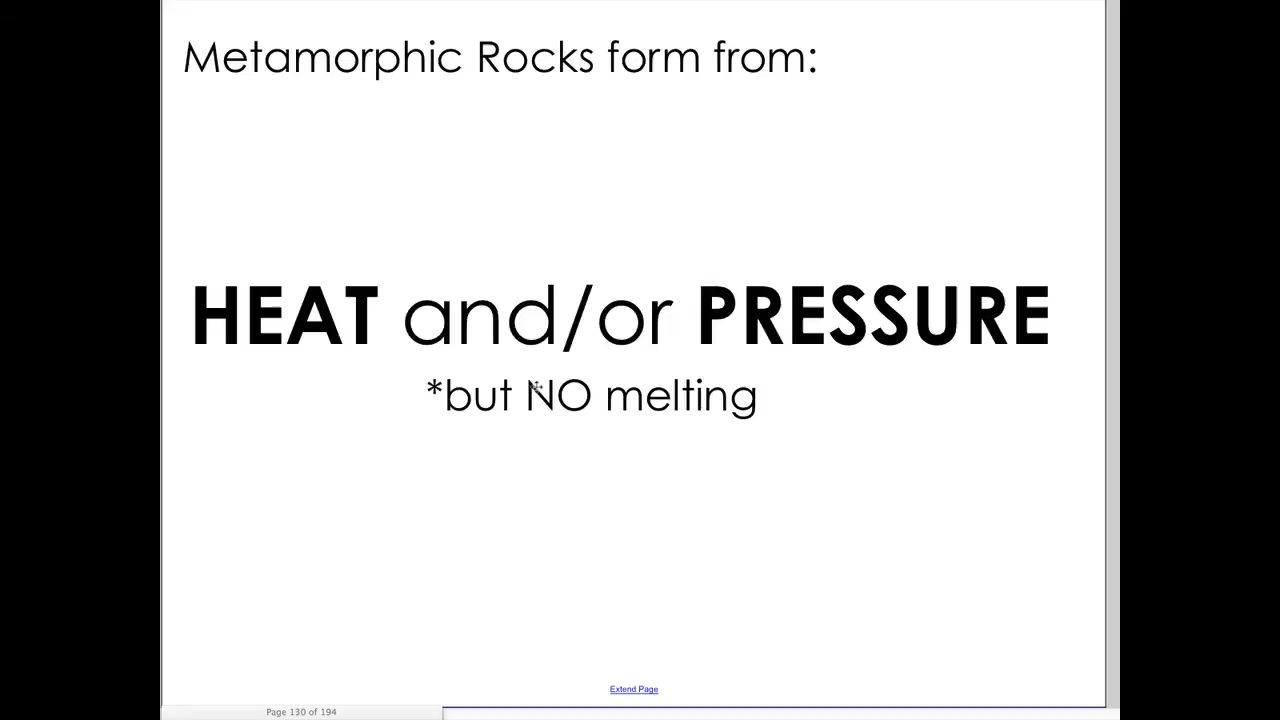 Metamorphic Rocks form from:
HEAT and/or PRESSURE
*but NO melting
Extend Page
Page 130 of 194